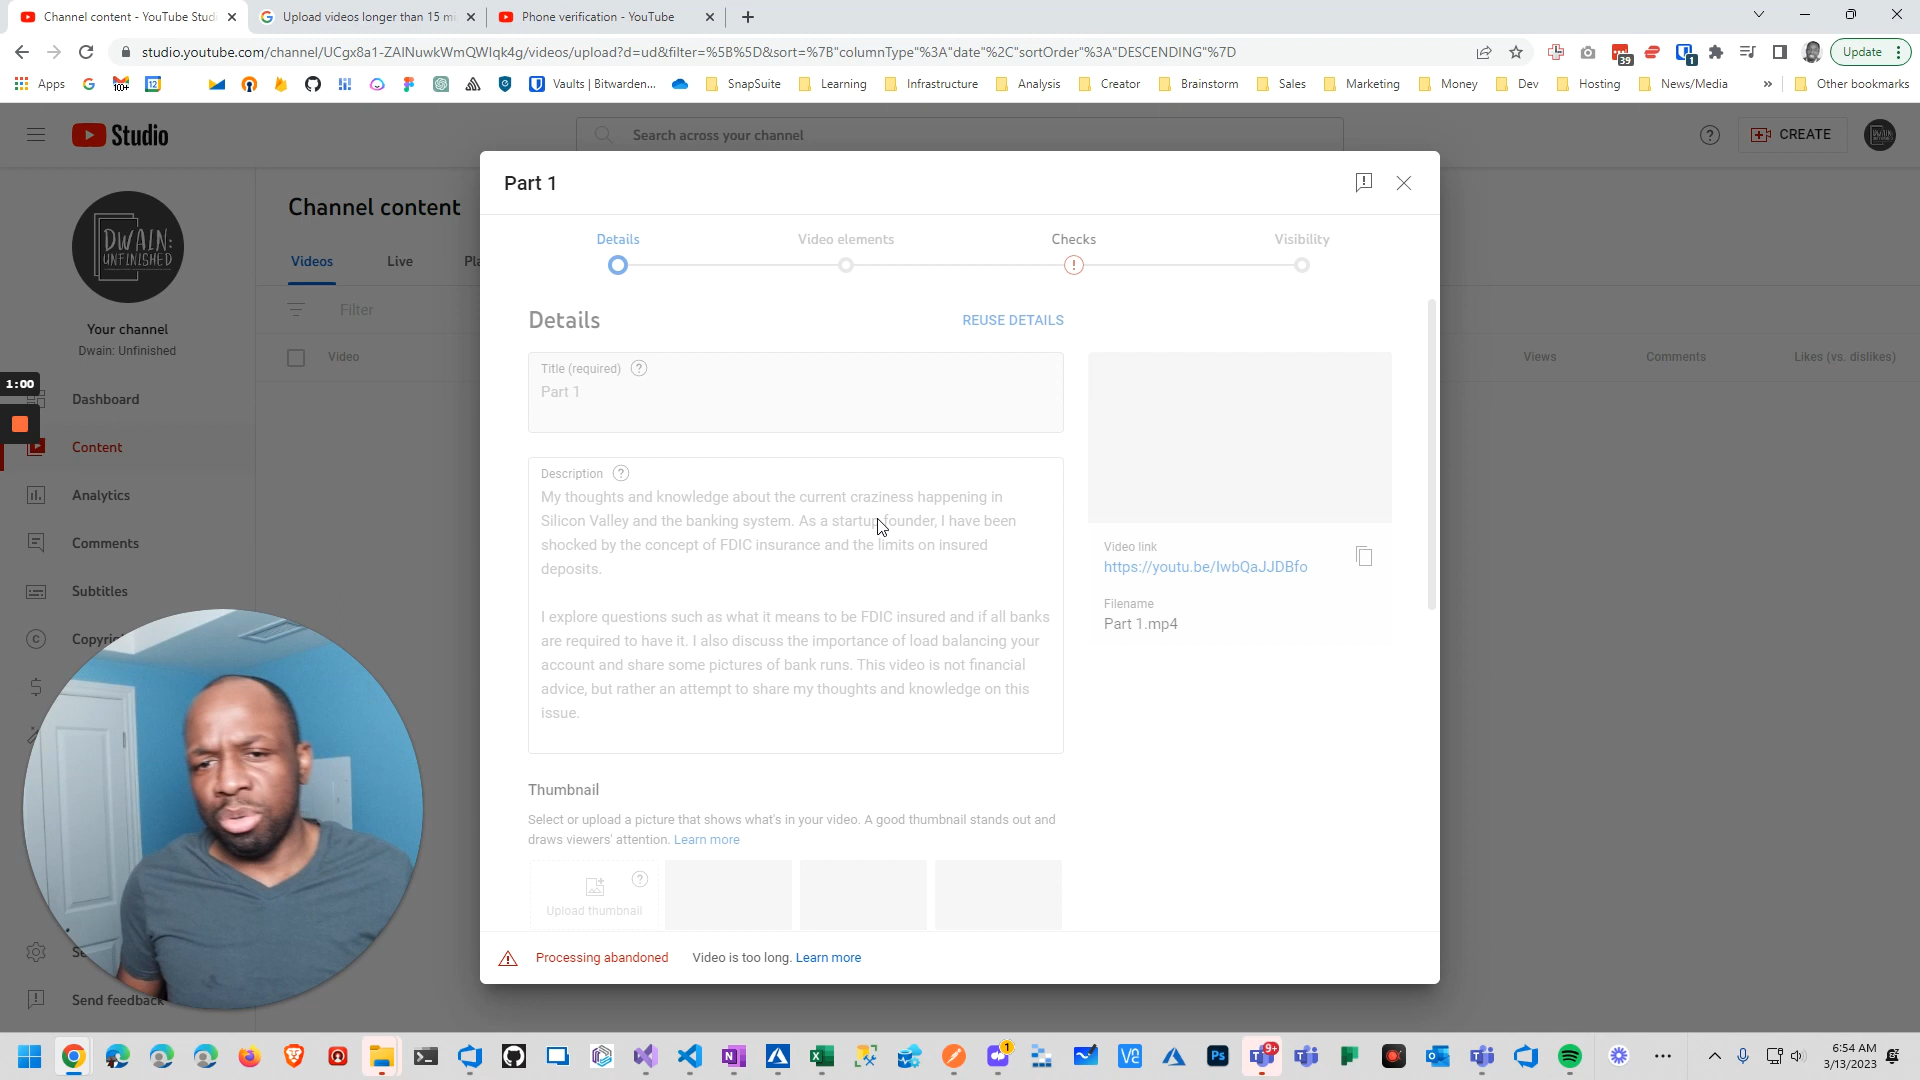 Channel content - YouTube Studi
Upload videos longer than 15 mi
Phone verification - YouTube
studio.youtube.com/channel/UCgx8a1-ZAINuwkWmQWIqk4g/videos/upload?d=ud&filter=%5B%5D&sort=%7B"columnType"%3A"date"%2C"sortOrder"%3A"DESCENDING"%7D
39
1
Update
Apps
100+
12
Vaults | Bitwarden...
SnapSuite
Learning
Infrastructure
Analysis
Creator
Brainstorm
Sales
Marketing
Money
Dev
Hosting
News/Media
»
Other bookmarks
Studio
Search across your channel
CREATE
DWAIN:
UNFINISHED
Your channel
Dwain: Unfinished
1:00
Dashboard
Content
Analytics
Comments
Subtitles
Copyri
Se
Send feedback
Channel content
Videos
Live
Pla
Filter
Video
Views
Comments
Likes (vs. dislikes)
Part 1
Details
Video elements
Checks
Visibility
Details
REUSE DETAILS
Title (required)
Part 1
Description
My thoughts and knowledge about the current craziness happening in
Silicon Valley and the banking system. As a startup founder, I have been
shocked by the concept of FDIC insurance and the limits on insured
deposits.
I explore questions such as what it means to be FDIC insured and if all banks
are required to have it. I also discuss the importance of load balancing your
account and share some pictures of bank runs. This video is not financial
advice, but rather an attempt to share my thoughts and knowledge on this
issue.
Video link
https://youtu.be/IwbQaJJDBfo
Filename
Part 1.mp4
Thumbnail
Select or upload a picture that shows what's in your video. A good thumbnail stands out and
draws viewers' attention. Learn more
Upload thumbnail
Processing abandoned
Video is too long. Learn more
1
9+
Ps
6:54 AM
3/13/2023